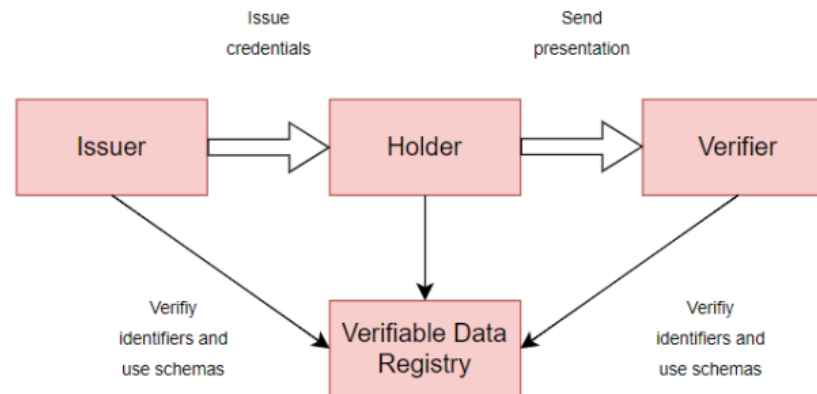 Issue
credentials
Send
presentation
Issuer
Holder
Verifier
Verifiy
identifiers and
use schemas
Verifiable Data
Registry
Verifiy
identifiers and
use schemas